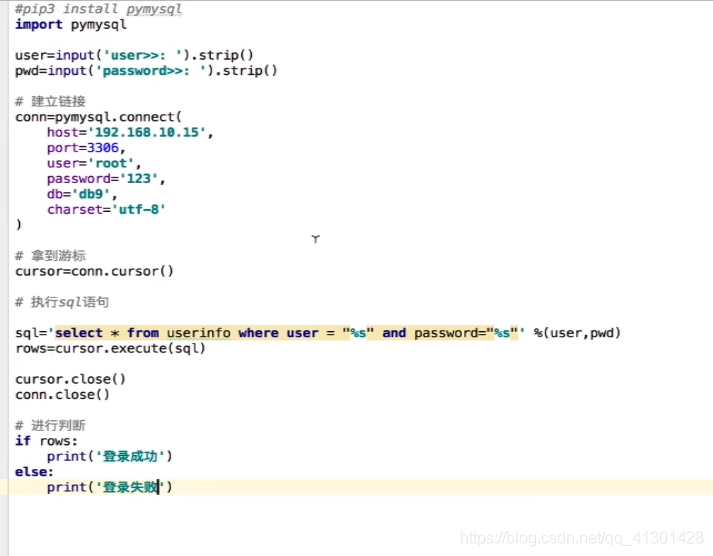 #pip3 install pymysql
import pymysql
user=input('user>>: ').strip()
pwd=input('password>>: ').strip()
# 建立链接
conn=pymysql.connect(
    host='192.168.10.15',
    port=3306,
    user='root',
    password='123',
    db='db9',
    charset='utf-8'
)
# 拿到游标
cursor=conn.cursor()
# 执行sql语句
sql='select * from userinfo where user = "%s" and password="%s"' %(user,pwd)
rows=cursor.execute(sql)
cursor.close()
conn.close()
# 进行判断
if rows:
    print('登录成功')
else:
    print('登录失败')
https://blog.csdn.net/qq_41301428